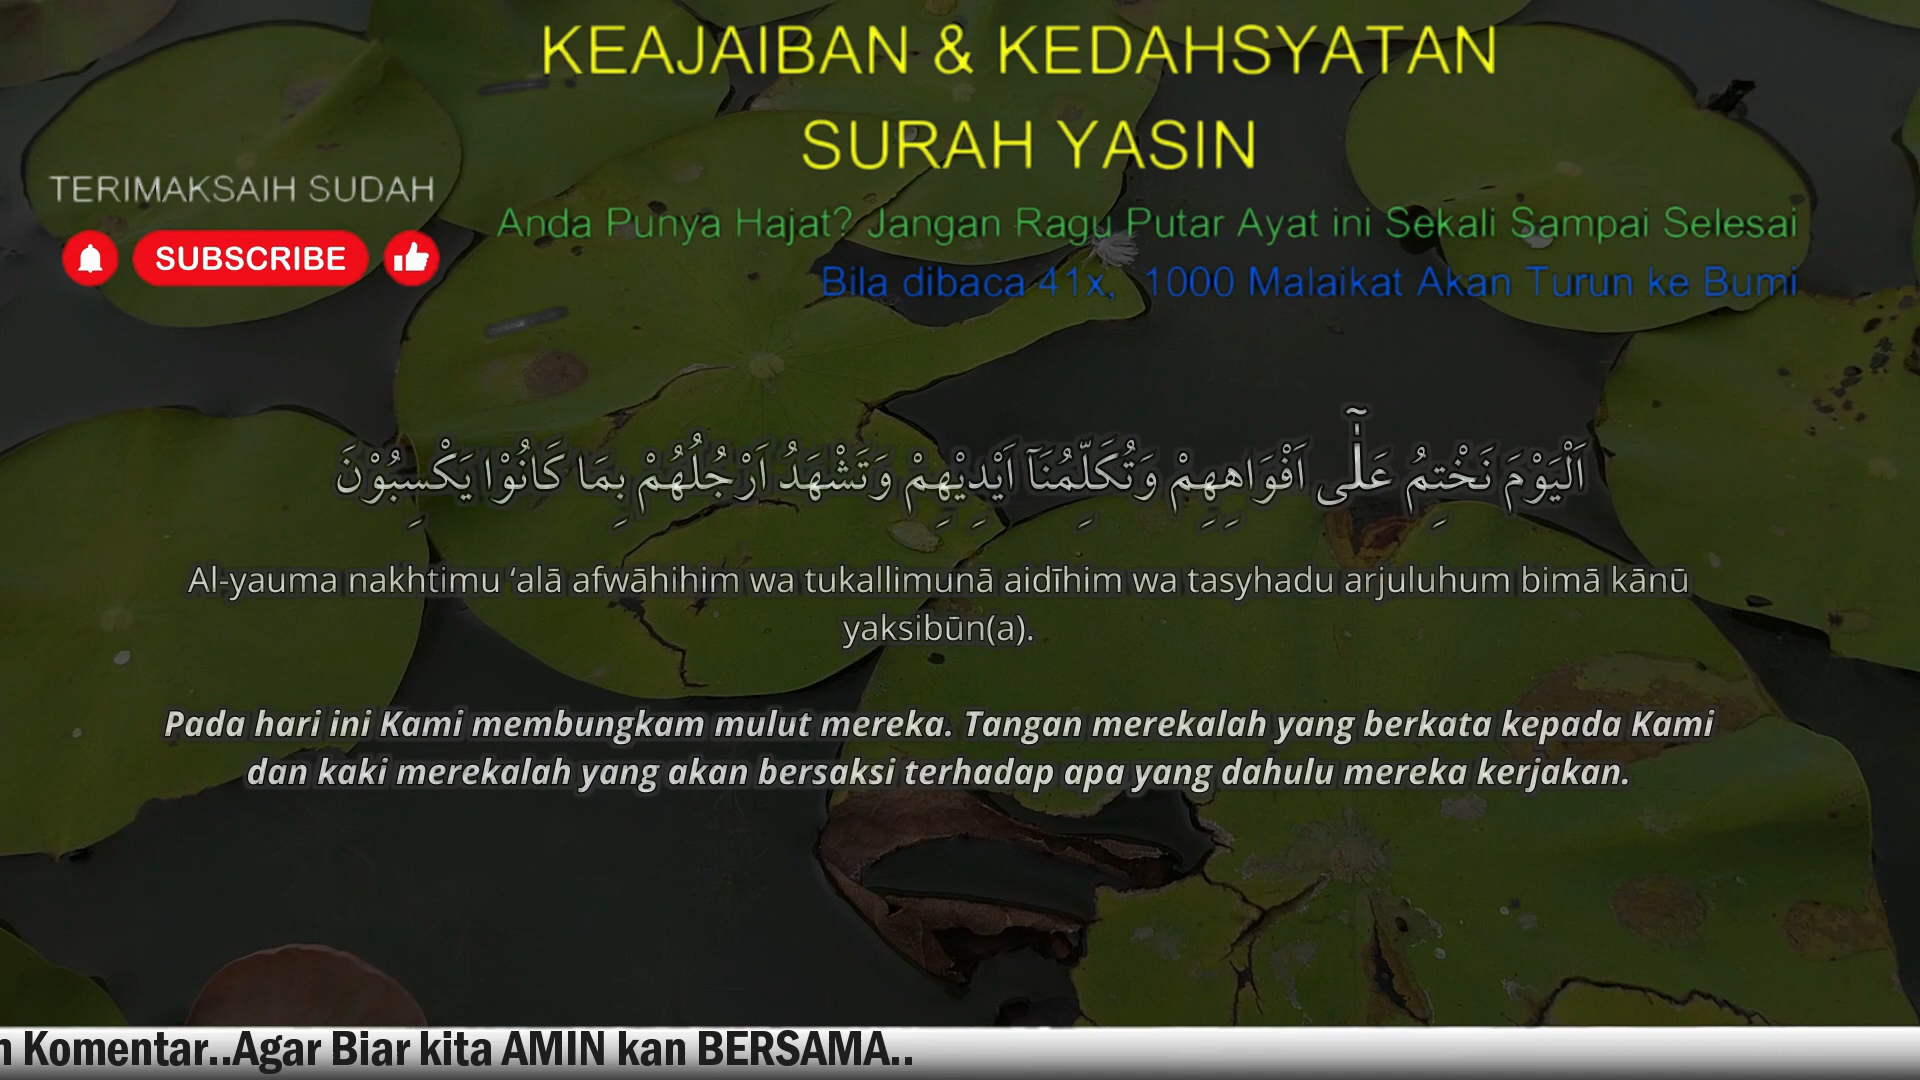 KEAJAIBAN & KEDAHSYATAN
SURAH YASIN
TERIMAKSAIH SUDAH
SUBSCRIBE
Anda Punya Hajat? Jangan Ragu Putar Ayat ini Sekali Sampai Selesai
Bila dibaca 41x, 1000 Malaikat Akan Turun ke Bumi
اَلْيَوْمَ نَخْتِمُ عَلٰٓى اَفْوَاهِهِمْ وَتُكَلِّمُنَآ اَيْدِيْهِمْ وَتَشْهَدُ اَرْجُلُهُمْ بِمَا كَانُوْا يَكْسِبُوْنَ
Al-yauma nakhtimu ‘alā afwāhihim wa tukallimunā aidīhim wa tasyhadu arjuluhum bimā kānū
yaksibūn(a).
Pada hari ini Kami membungkam mulut mereka. Tangan merekalah yang berkata kepada Kami
dan kaki merekalah yang akan bersaksi terhadap apa yang dahulu mereka kerjakan.
n Komentar..Agar Biar kita AMIN kan BERSAMA..